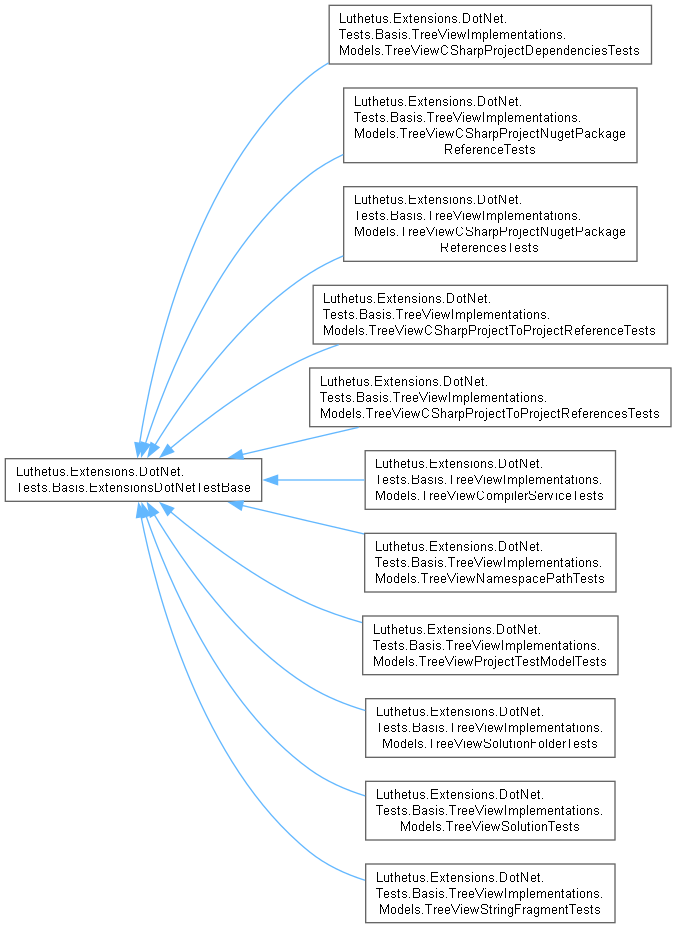 Luthetus.Extensions.DotNet.
Tests.Basis.TreeViewImplementations.
Models.TreeViewCSharpProjectDependenciesTests
Luthetus.Extensions.DotNet.
Tests.Basis.TreeViewImplementations.
Models.TreeViewCSharpProjectNugetPackage
ReferenceTests
Luthetus.Extensions.DotNet.
Tests.Basis.TreeViewImplementations.
Models.TreeViewCSharpProjectNugetPackage
ReferencesTests
Luthetus.Extensions.DotNet.
Tests.Basis.TreeViewImplementations.
Models.TreeViewCSharpProjectToProjectReferenceTests
Luthetus.Extensions.DotNet.
Tests.Basis.TreeViewImplementations.
Models.TreeViewCSharpProjectToProjectReferencesTests
Luthetus.Extensions.DotNet.
Tests.Basis.ExtensionsDotNetTestBase
Luthetus.Extensions.DotNet.
Tests.Basis.TreeViewImplementations.
Models.TreeViewCompilerServiceTests
Luthetus.Extensions.DotNet.
Tests.Basis.TreeViewImplementations.
Models.TreeViewNamespacePathTests
Luthetus.Extensions.DotNet.
Tests.Basis.TreeViewImplementations.
Models.TreeViewProjectTestModelTests
Luthetus.Extensions.DotNet.
Tests.Basis.TreeViewImplementations.
Models.TreeViewSolutionFolderTests
Luthetus.Extensions.DotNet.
Tests.Basis.TreeViewImplementations.
Models.TreeViewSolutionTests
Luthetus.Extensions.DotNet.
Tests.Basis.TreeViewImplementations.
Models.TreeViewStringFragmentTests